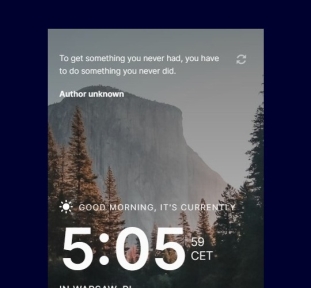 To get something you never had, you have
to do something you never did.
Author unknown
GOOD MORNING, IT'S CURRENTLY
5:05
59
CET
IN WARSAW, PL